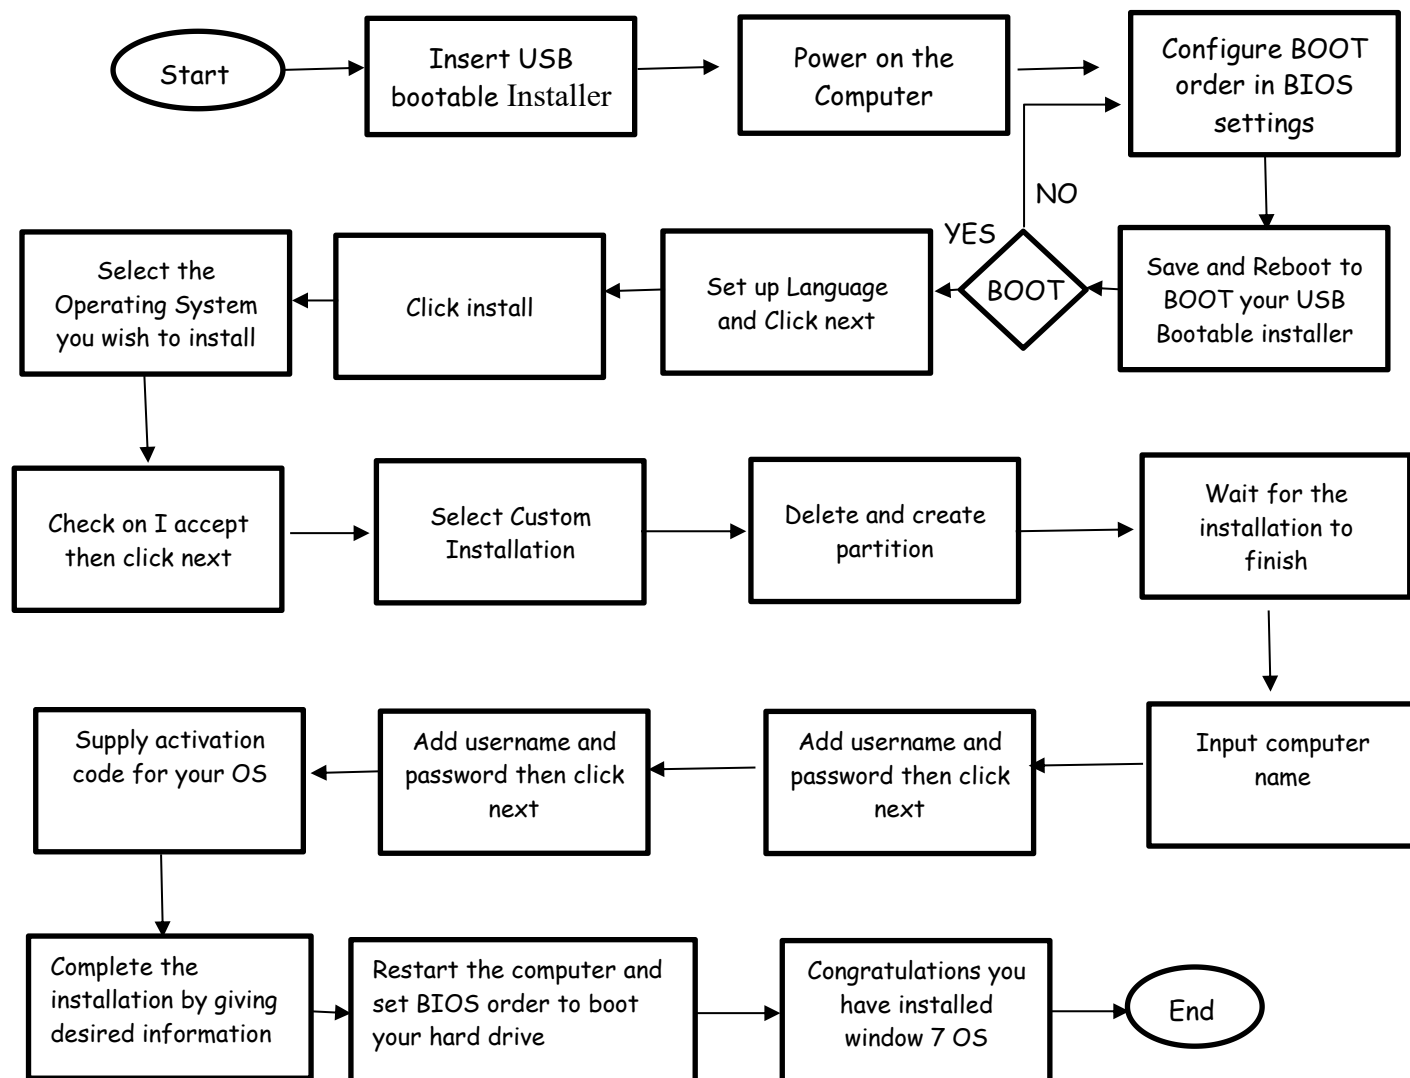 Start
Insert USB
bootable Installer
Power on the
Computer
Configure BOOT
order in BIOS
settings
NO
YES
BOOT
Save and Reboot to
BOOT your USB
Bootable installer
Set up Language
and Click next
Click install
Select the
Operating System
you wish to install
Check on I accept
then click next
Select Custom
Installation
Delete and create
partition
Wait for the
installation to
finish
Input computer
name
Add username and
password then click
next
Add username and
password then click
next
Supply activation
code for your OS
Complete the
installation by giving
desired information
Restart the computer and
set BIOS order to boot
your hard drive
Congratulations you
have installed
window 7 OS
End